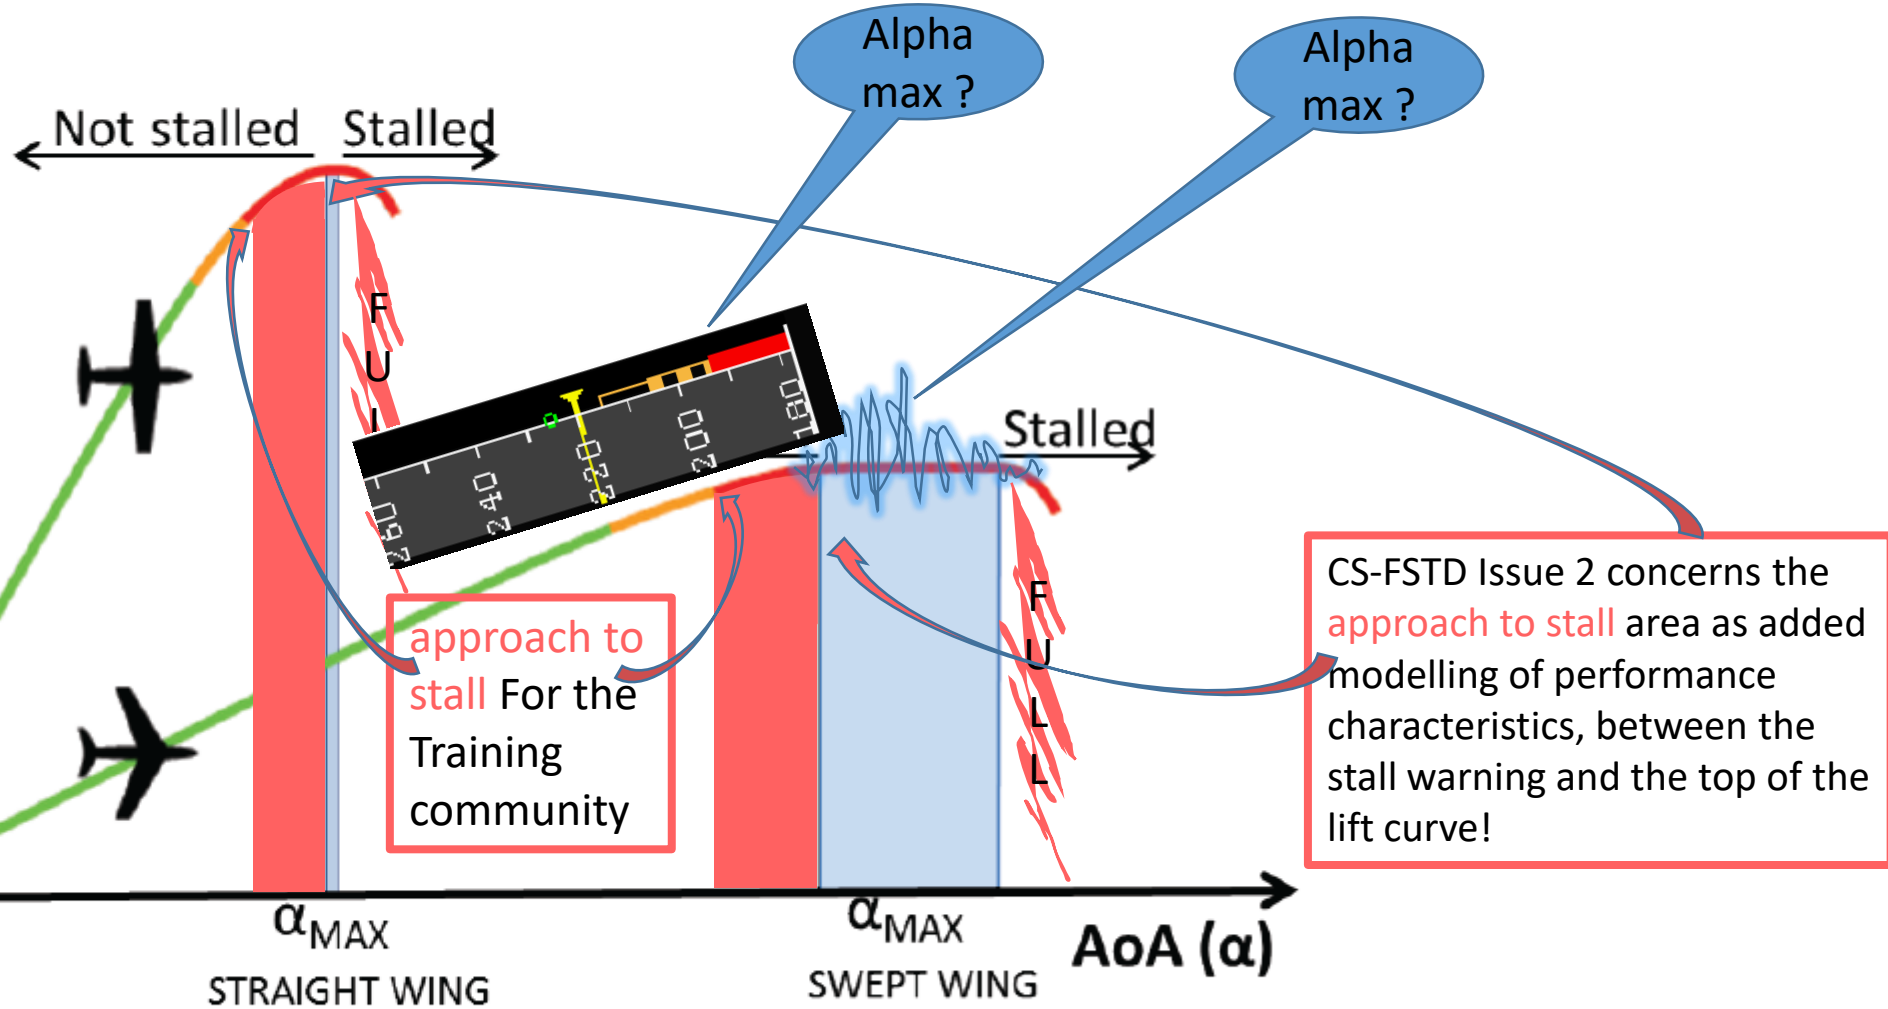 Alpha
max ?
Alpha
max ?
Not stalled
Stalled
F
U
260
240
220
200
180
Stalled
approach to
stall For the
Training
community
F
U
L
L
CS-FSTD Issue 2 concerns the
approach to stall area as added
modelling of performance
characteristics, between the
stall warning and the top of the
lift curve!
αMAX
STRAIGHT WING
αMAX
SWEPT WING
AoA (α)